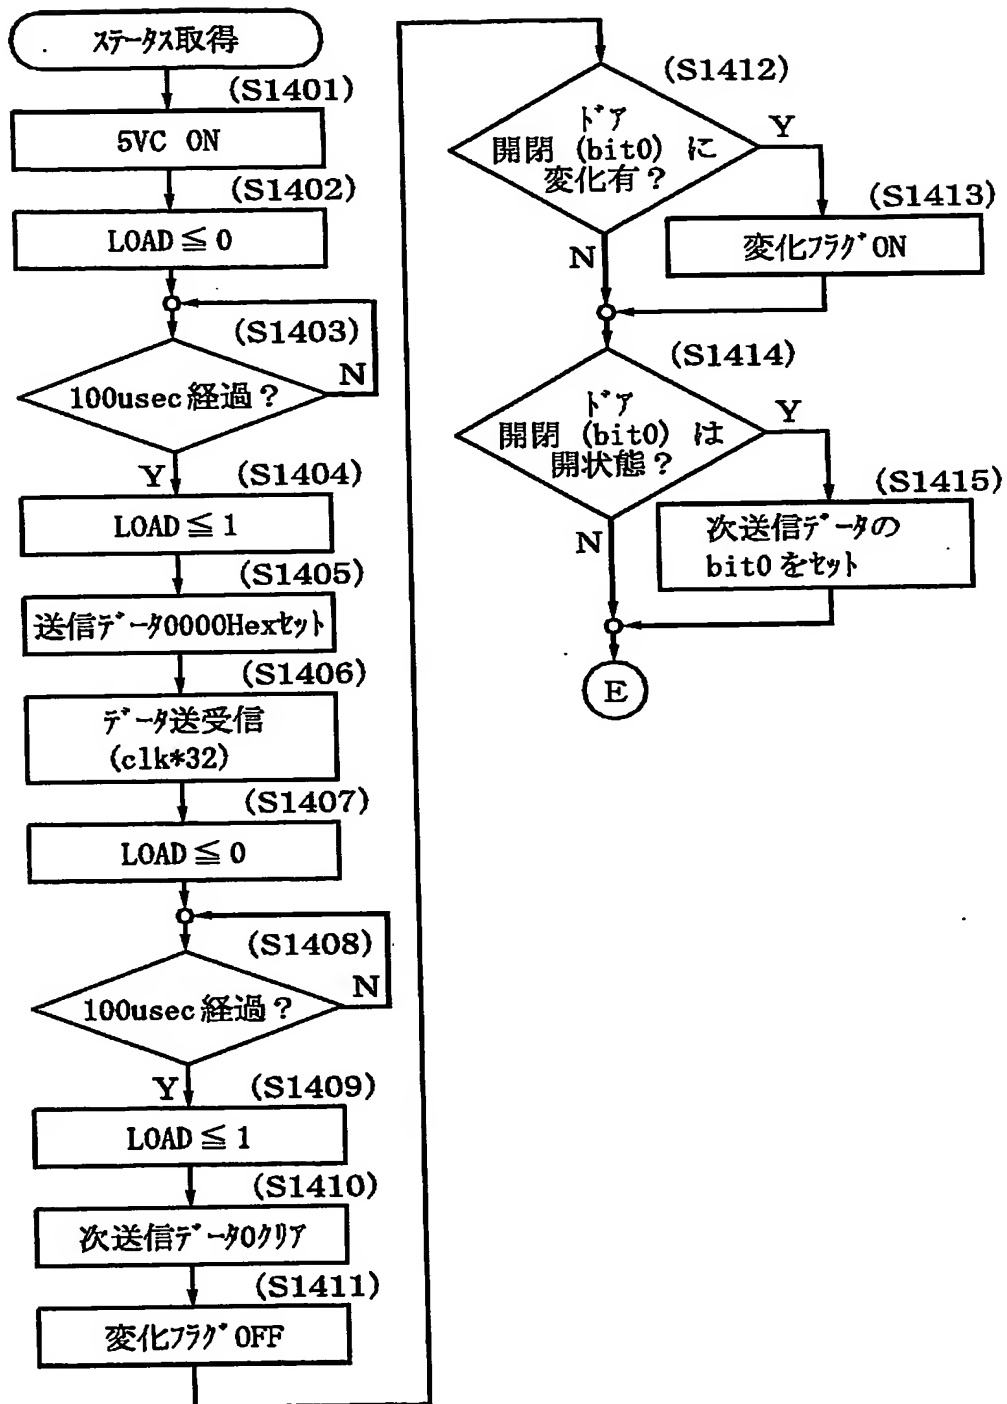 ステータス取得
(S1401)
5VC ON
(S1402)
LOAD≦0
(S1403)
100usec経過?
N
Y
(S1404)
LOAD≦1
(S1405)
送信データ0000Hexセット
(S1406)
データ送受信
(clk*32)
(S1407)
LOAD≦0
(S1408)
100usec経過?
N
Y
(S1409)
LOAD≦1
(S1410)
次送信データ0クリア
(S1411)
変化フラグOFF
(S1412)
ドア
開閉 (bit0) に
変化有?
Y
N
(S1413)
変化フラグON
(S1414)
ドア
開閉 (bit0) は
開状態?
Y
N
(S1415)
次送信データの
bit0をセット
E